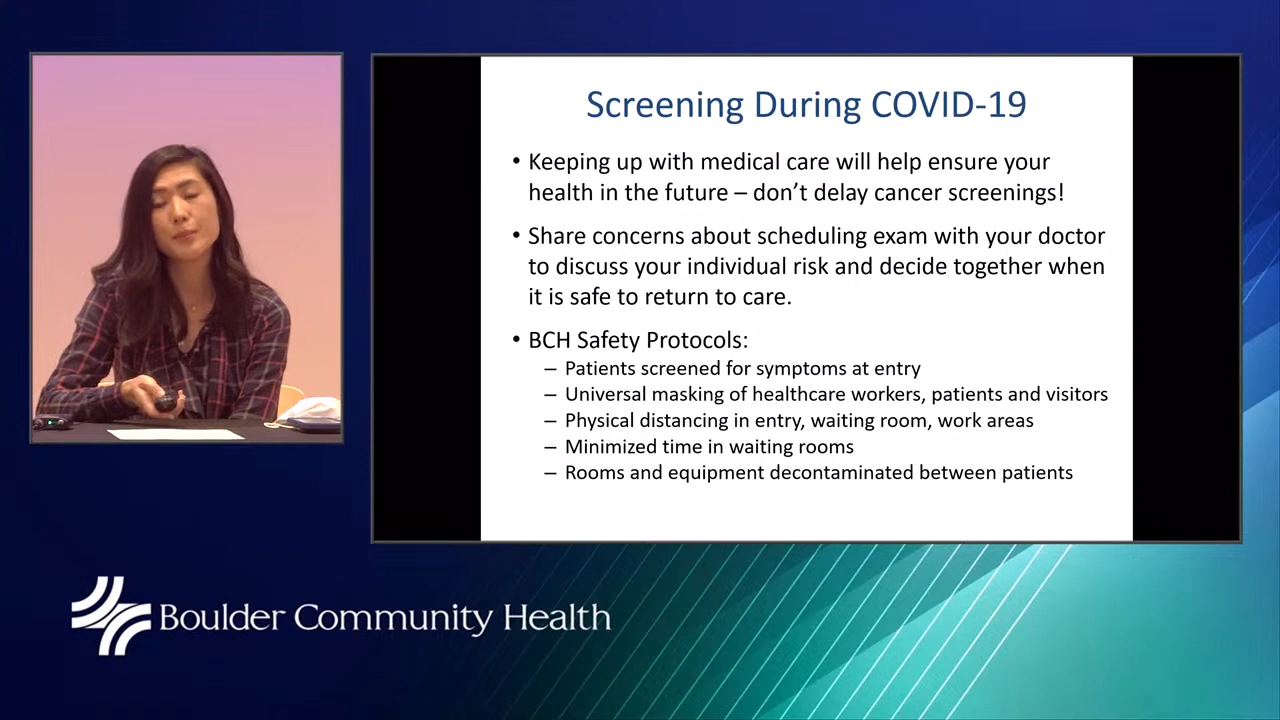 Screening During COVID-19
• Keeping up with medical care will help ensure your
health in the future – don’t delay cancer screenings!
• Share concerns about scheduling exam with your doctor
to discuss your individual risk and decide together when
it is safe to return to care.
• BCH Safety Protocols:
– Patients screened for symptoms at entry
– Universal masking of healthcare workers, patients and visitors
– Physical distancing in entry, waiting room, work areas
– Minimized time in waiting rooms
– Rooms and equipment decontaminated between patients
Boulder Community Health